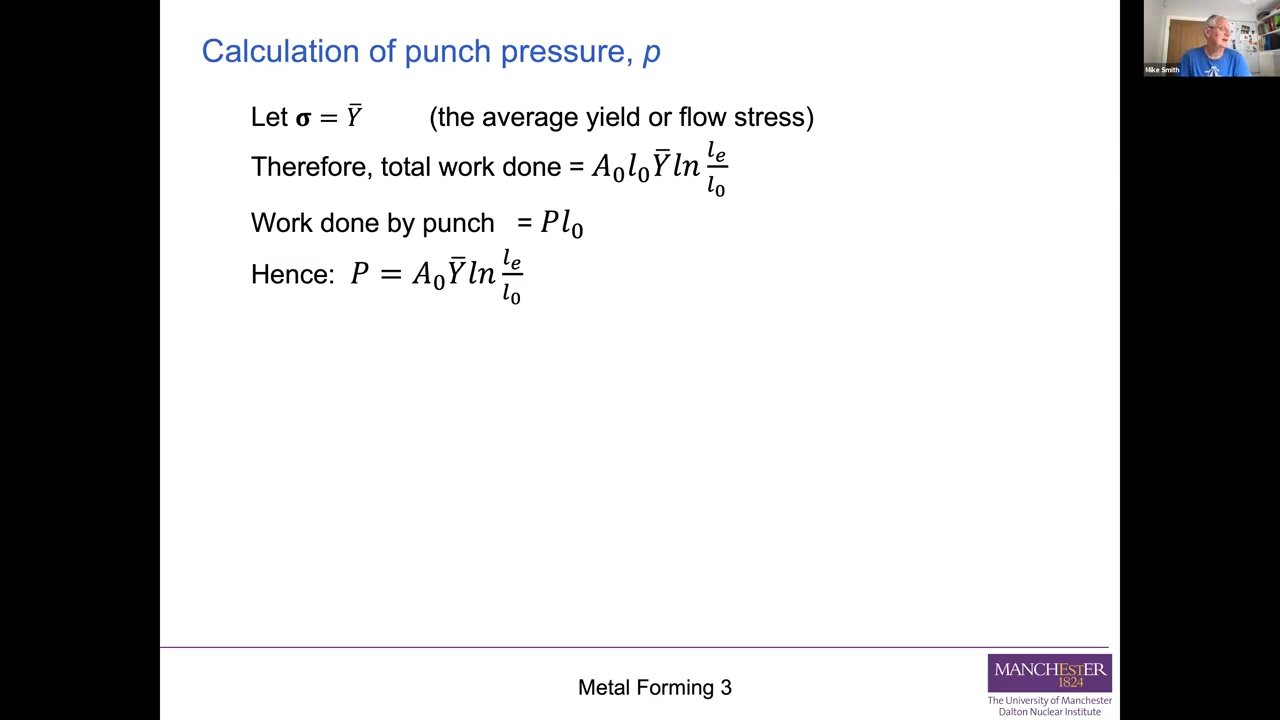 Calculation of punch pressure, p
Mike Smith
Let σ = Ȳ (the average yield or flow stress)
Therefore, total work done = A₀l₀Ȳln lₑ/l₀
Work done by punch = Pl₀
Hence: P = A₀Ȳln lₑ/l₀
Metal Forming 3
MANCHESTER
1824
The University of Manchester
Dalton Nuclear Institute